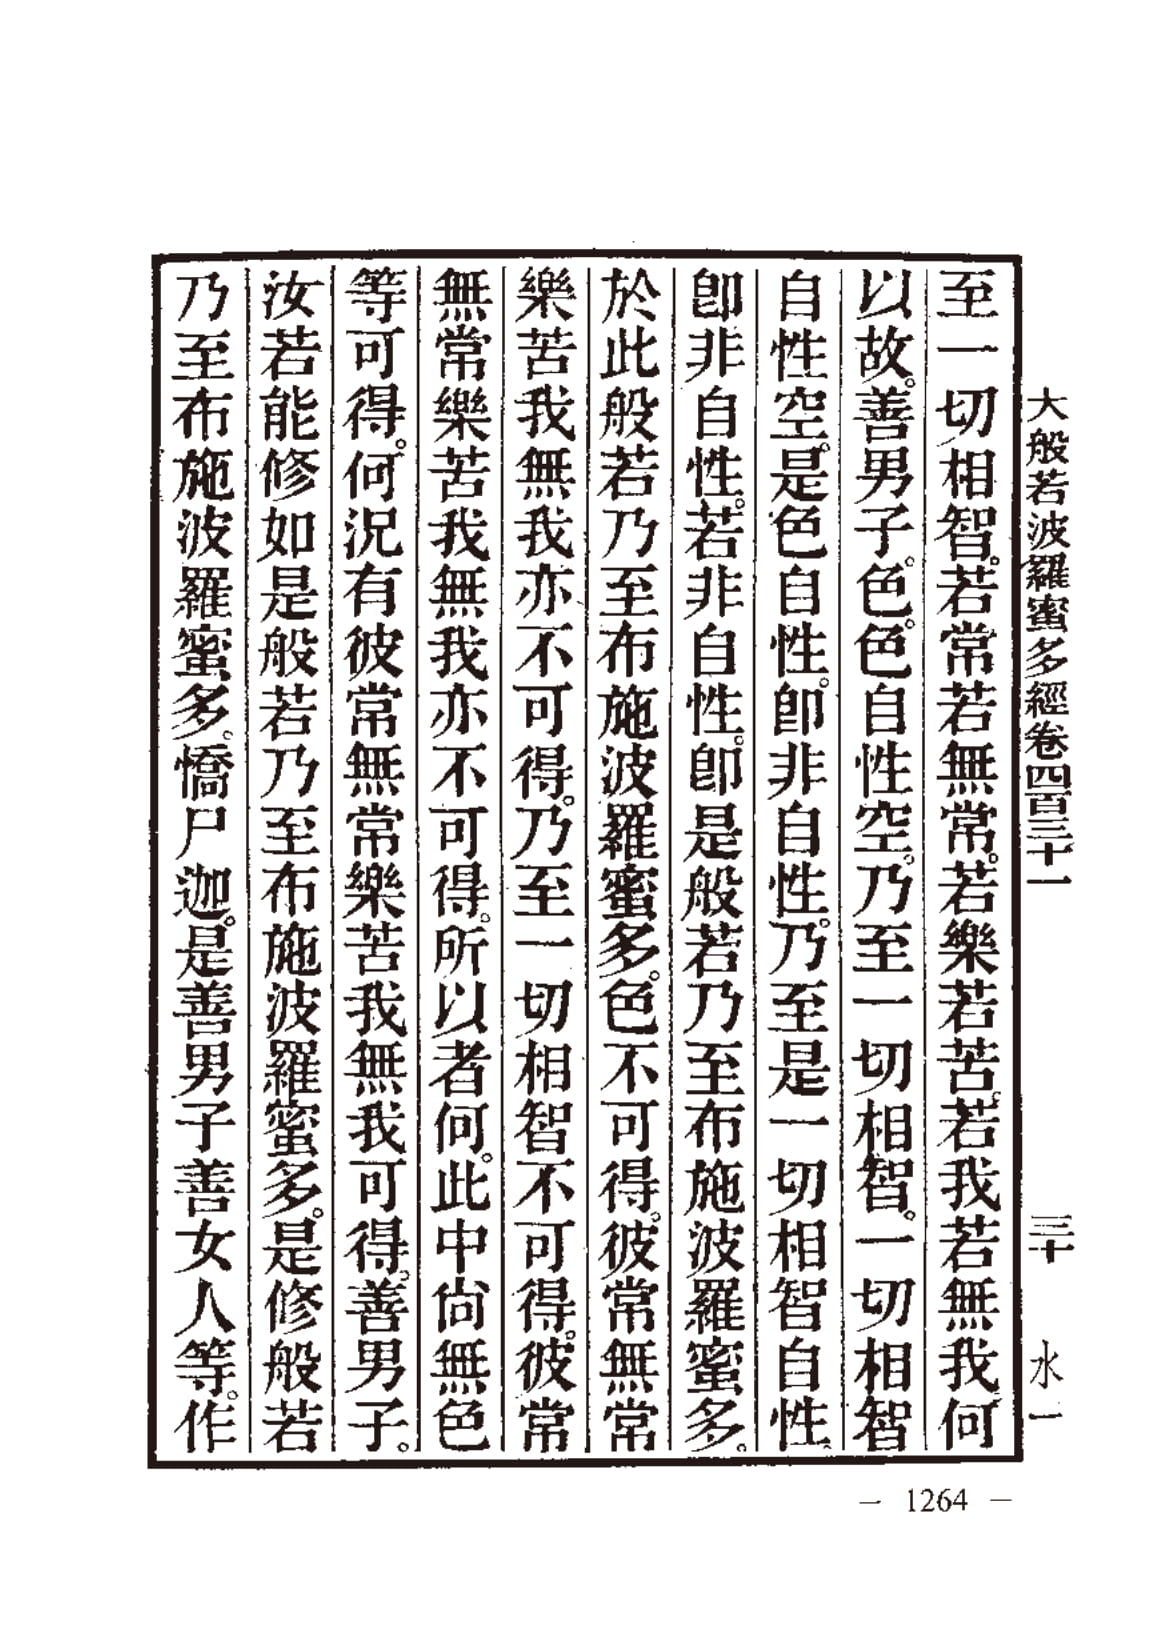 大般若波羅蜜多經卷四百三十一 三十 水一
至一切相智。若常若無常。若樂若苦。若我若無我何
以故。善男子。色。色自性空。乃至一切相智。一切相智
自性空。是色自性。卽非自性。乃至是一切相智自性。
卽非自性。若非自性。卽是般若乃至布施波羅蜜多。
於此般若乃至布施波羅蜜多。色不可得。彼常無常
樂苦我無我亦不可得。乃至一切相智不可得。彼常
無常樂苦我無我亦不可得。所以者何。此中尙無色
等可得。何況有彼常無常樂苦我無我可得。善男子。
汝若能修如是般若乃至布施波羅蜜多。是修般若
乃至布施波羅蜜多。憍尸迦。是善男子善女人等。作
— 1264 —